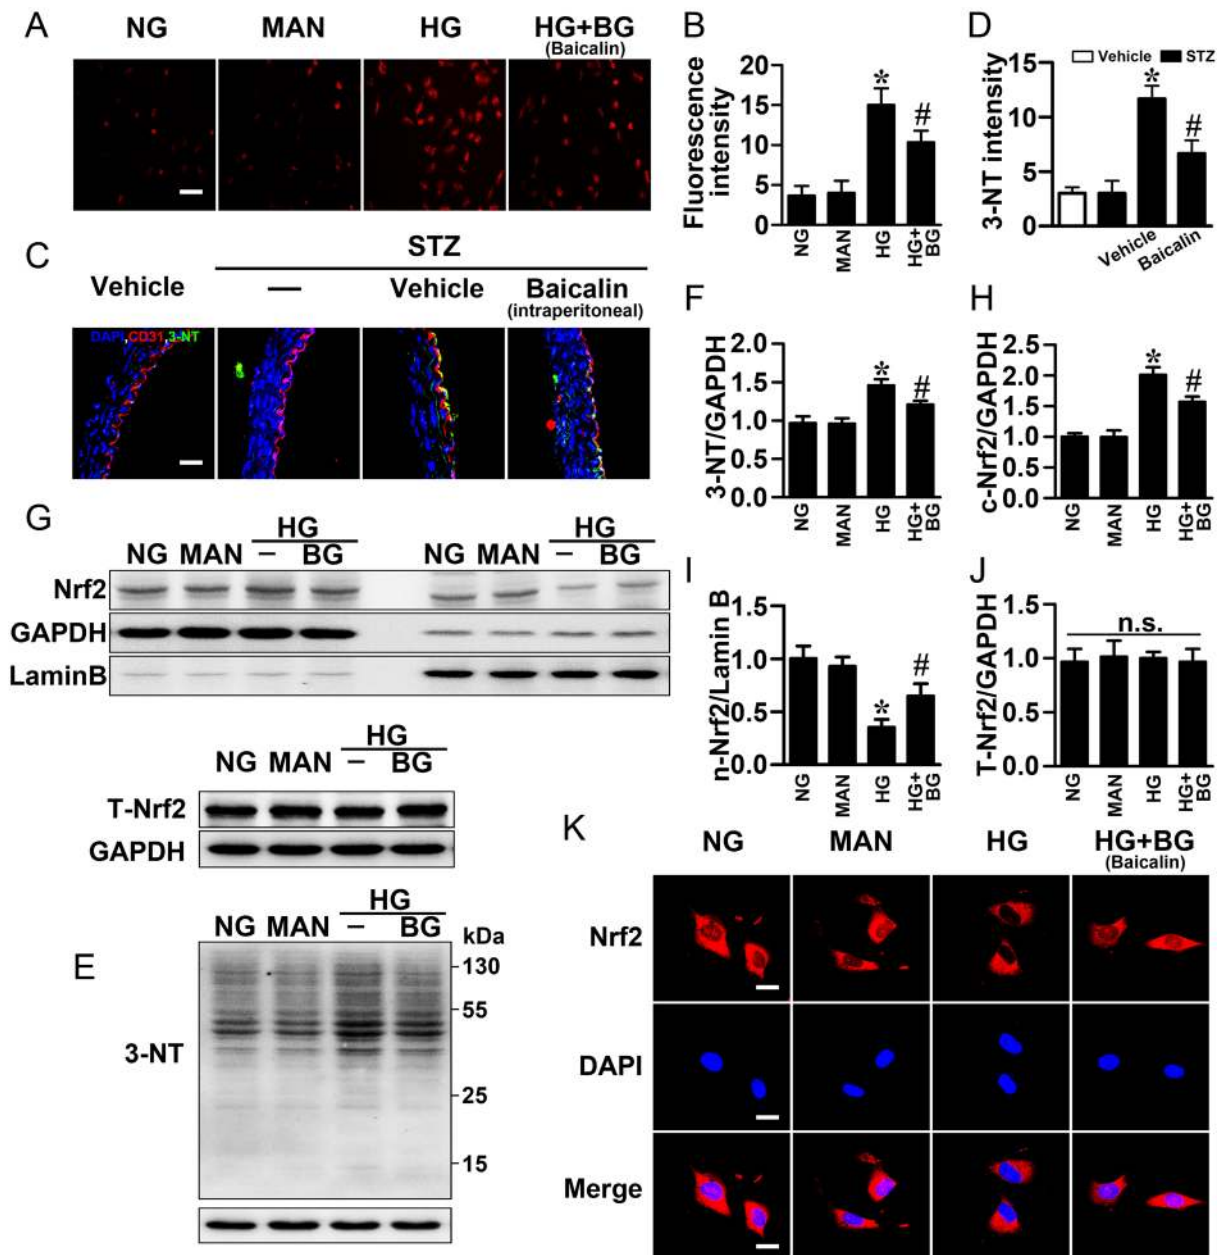 A
NG MAN HG HG+BG
(Baicalin)
B
Fluorescence
intensity
20
15
10
5
0
*
#
NG MAN HG HG+
BG
D
Vehicle STZ
3-NT intensity
15
10
5
0
*
#
Vehicle Baicalin
C
STZ
Vehicle — Vehicle Baicalin
(intraperitoneal)
DAPI,CD31,3-NT
F
3-NT/GAPDH
2.0
1.5
1.0
0.5
0.0
*
#
NG MAN HG HG+
BG
H
c-Nrf2/GAPDH
2.5
2.0
1.5
1.0
0.5
0.0
*
#
NG MAN HG HG+
BG
G
HG HG
NG MAN – BG NG MAN – BG
Nrf2
GAPDH
LaminB
HG
NG MAN – BG
T-Nrf2
GAPDH
I
n-Nrf2/Lamin B
1.5
1.0
0.5
0.0
*
#
NG MAN HG HG+
BG
J
T-Nrf2/GAPDH
1.5
1.0
0.5
0.0
n.s.
NG MAN HG HG+
BG
E
HG
NG MAN – BG kDa
3-NT
130
55
25
15
K
NG MAN HG HG+BG
(Baicalin)
Nrf2
DAPI
Merge